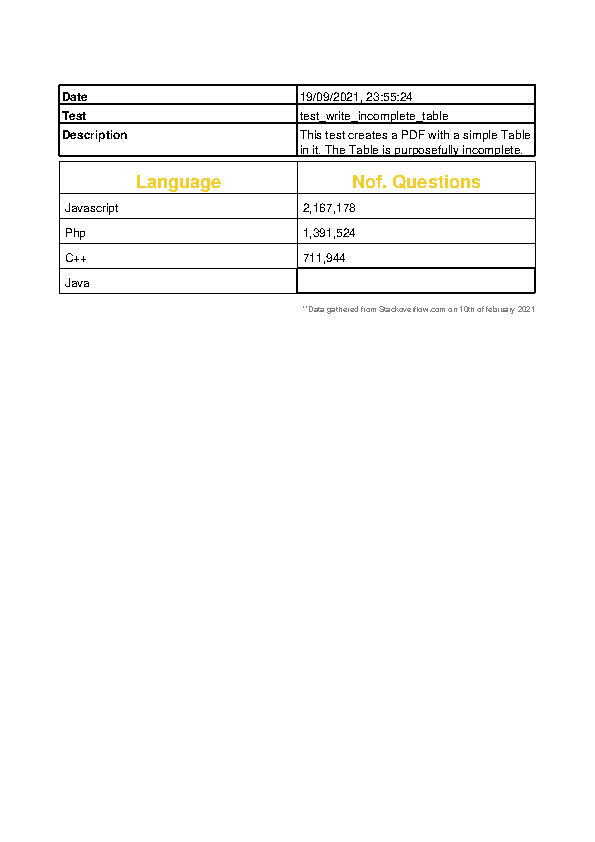 Date 19/09/2021, 23:55:24
Test test_write_incomplete_table
Description This test creates a PDF with a simple Table
in it. The Table is purposefully incomplete.
Language Nof. Questions
Javascript 2,167,178
Php 1,391,524
C++ 711,944
Java
**Data gathered from Stackoverflow.com on 10th of february 2021